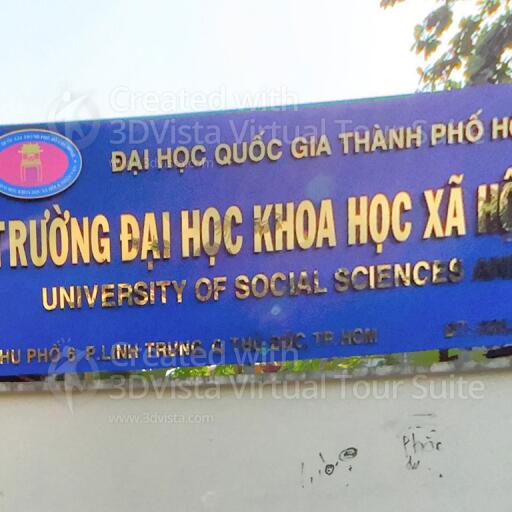 Created with
3DVista Virtual Tour Suite
ĐẠI HỌC QUỐC GIA THÀNH PHỐ
TRƯỜNG ĐẠI HỌC KHOA HỌC XÃ HỘ
UNIVERSITY OF SOCIAL SCIENCES AN
KHU PHỐ 6, P.LINH TRUNG, Q THỦ ĐỨC, TP.HCM
Created with
3DVista Virtual Tour Suite
www.3dvista.com